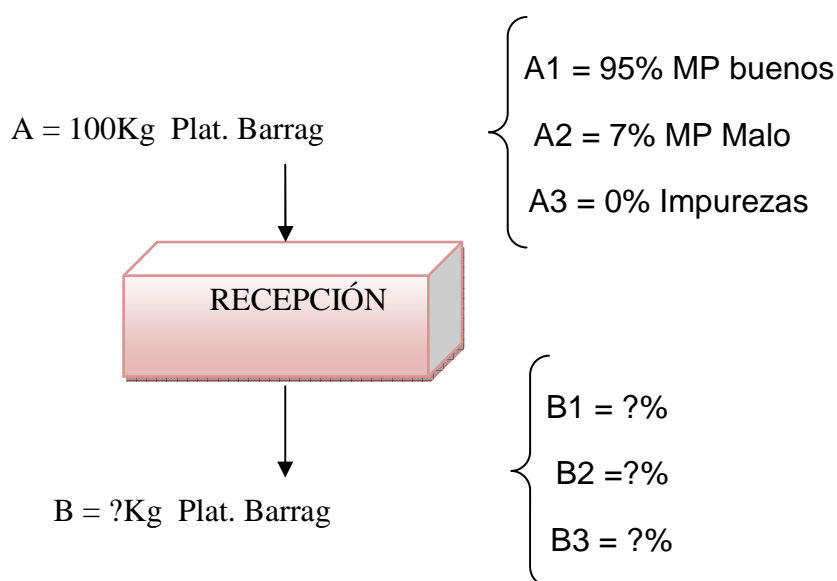 A1 = 95% MP buenos
A = 100Kg Plat. Barrag
A2 = 7% MP Malo
A3 = 0% Impurezas
RECEPCIÓN
B1 = ?%
B2 =?%
B = ?Kg Plat. Barrag
B3 = ?%